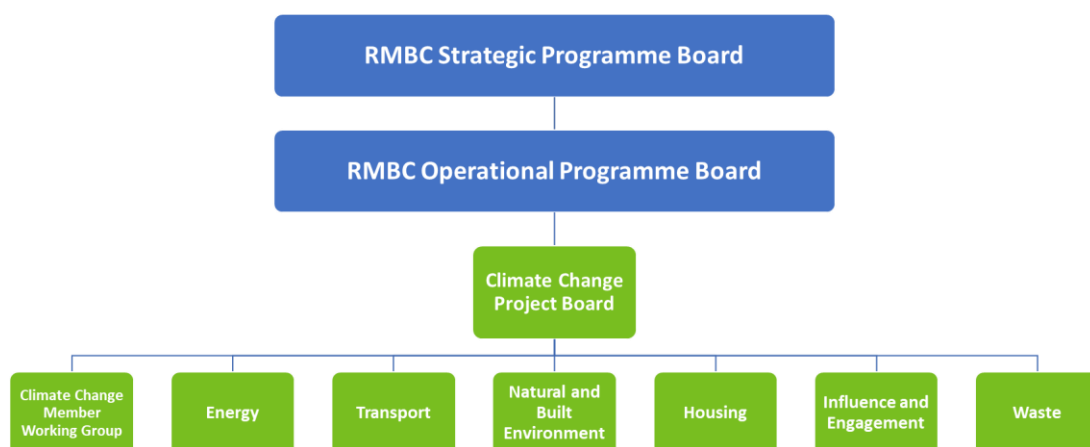 RMBC Strategic Programme Board
RMBC Operational Programme Board
Climate Change
Project Board
Climate Change
Member
Working Group
Energy
Transport
Natural and
Built
Environment
Housing
Influence and
Engagement
Waste